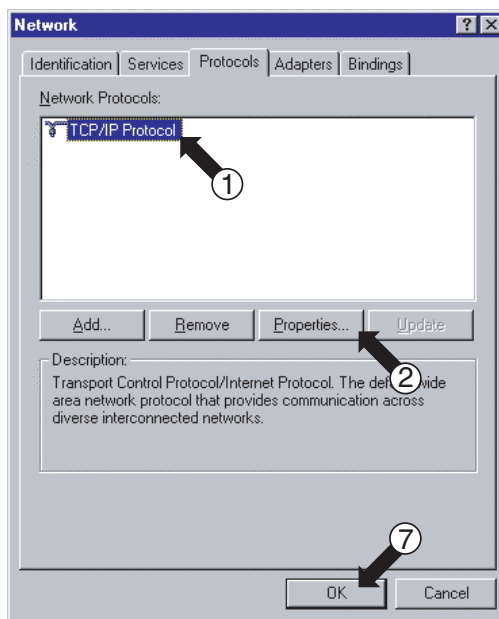 Network
Identification Services Protocols Adapters Bindings
Network Protocols:
TCP/IP Protocol
1
Add... Remove Properties... Update
2
Description:
Transport Control Protocol/Internet Protocol. The wide
area network protocol that provides communication across
diverse interconnected networks.
7
OK Cancel